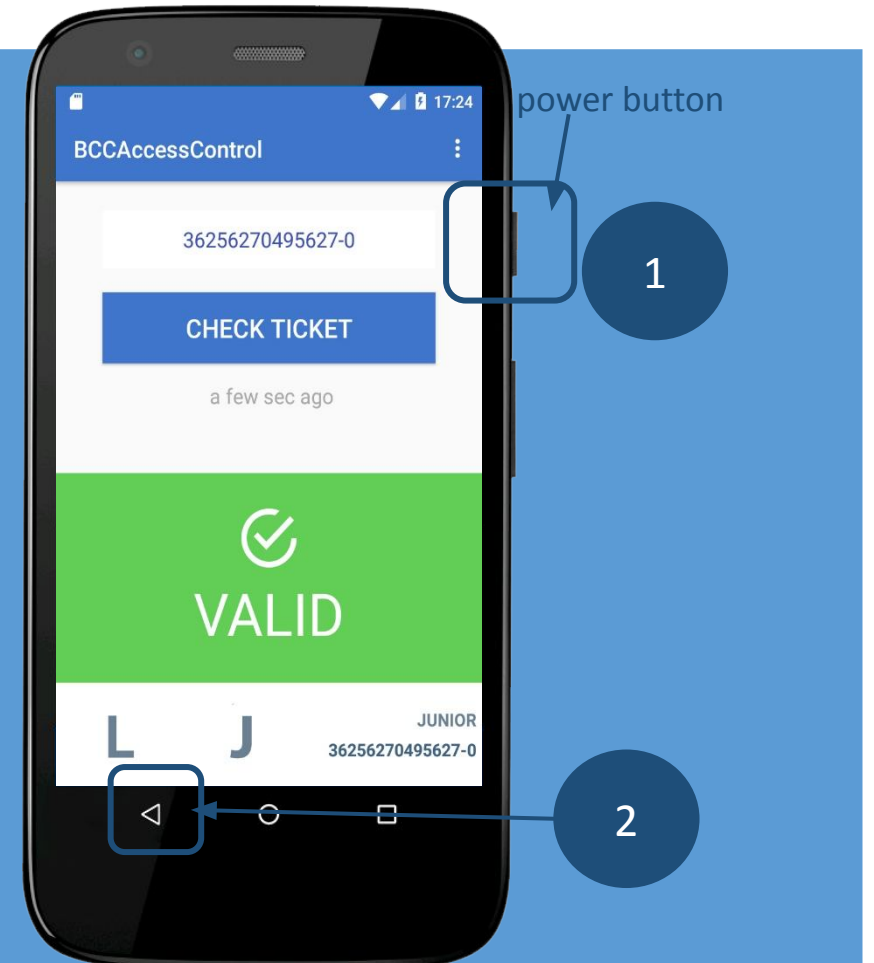 17:24
power button
BCCAccessControl
36256270495627-0
1
CHECK TICKET
a few sec ago
VALID
L J
JUNIOR
36256270495627-0
2